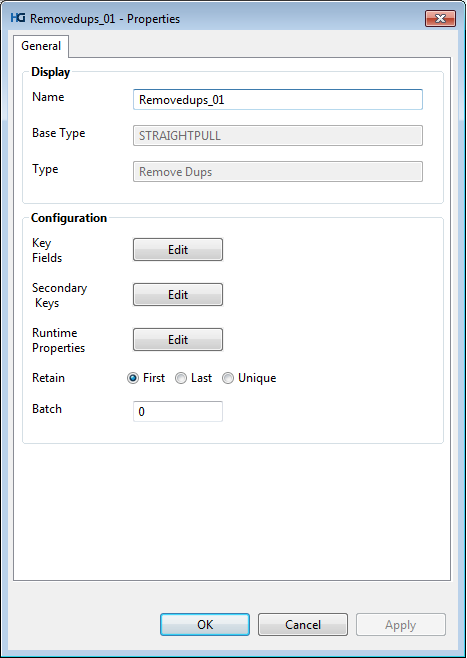 HG Removedups_01 - Properties
General
Display
Name Removedups_01
Base Type STRAIGHTPULL
Type Remove Dups
Configuration
Key
Fields
Edit
Secondary
Keys
Edit
Runtime
Properties
Edit
Retain First Last Unique
Batch 0
OK Cancel Apply